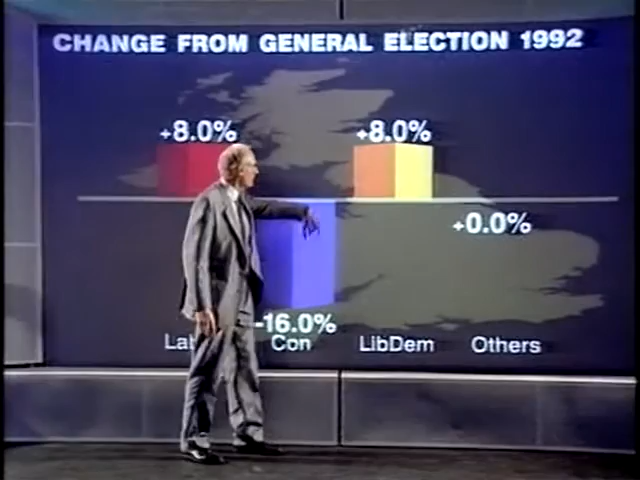 CHANGE FROM GENERAL ELECTION 1992
+8.0% +8.0%
+0.0%
-16.0%
Con LibDem Others